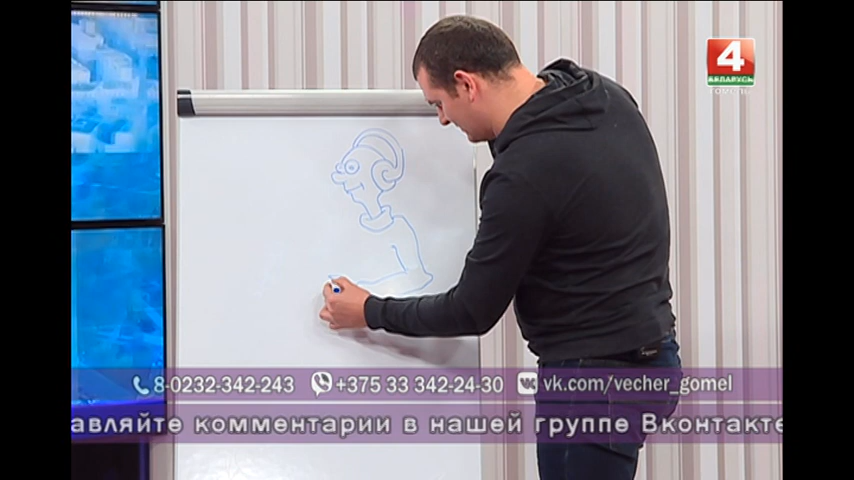 4
БЕЛАРУСЬ
ГОМЕЛЬ
8-0232-342-243 +375 33 342-24-30 vk.com/vecher_gomel
авляйте комментарии в нашей группе Вконтакте